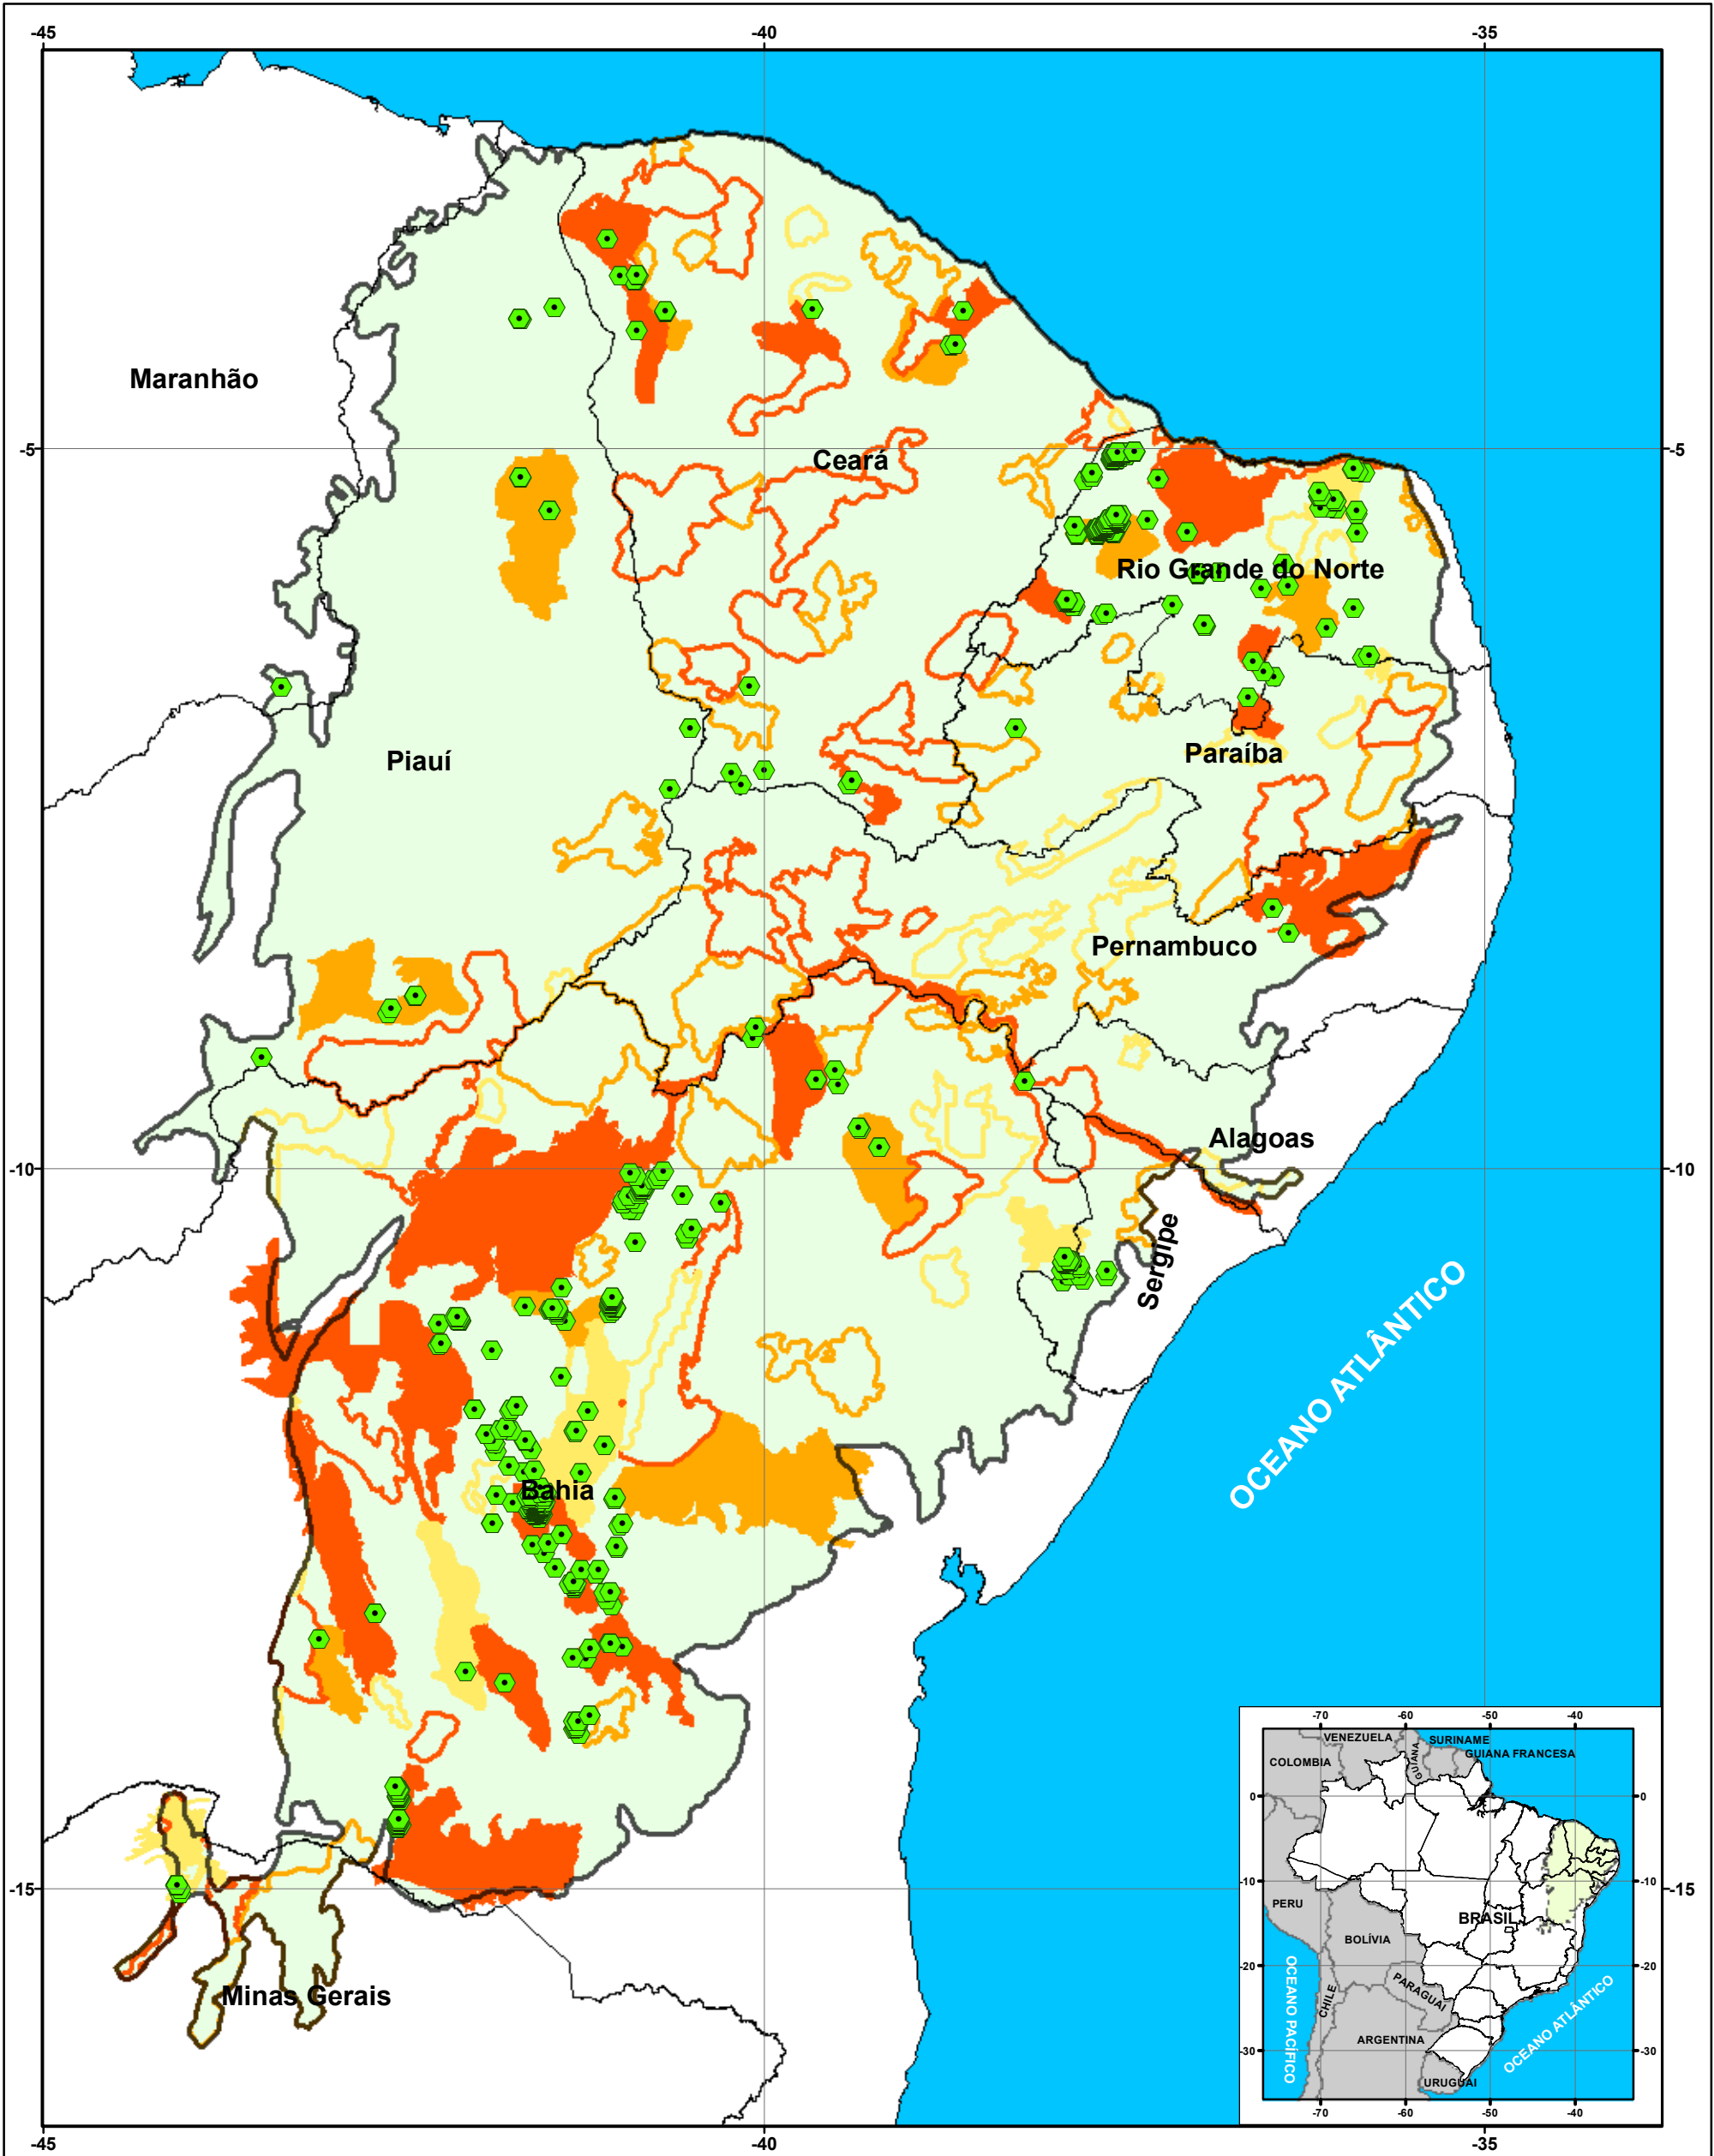 -45
-40
-35
Maranhão
-5
-5
Ceará
Rio Grande do Norte
Piauí
Paraíba
Pernambuco
Alagoas
-10
-10
Sergipe
OCEANO ATLÂNTICO
Bahia
-15
-15
Minas Gerais
-45
-40
-35
-70
-60
-50
-40
VENEZUELA
GUIANA
SURINAME
COLOMBIA
GUIANA FRANCESA
0
0
-10
-10
PERU
BRASIL
BOLÍVIA
-20
-20
PARAGUAI
CHILE
OCEANO PACÍFICO
OCEANO ATLÂNTICO
ARGENTINA
-30
-30
URUGUAI
-70
-60
-50
-40